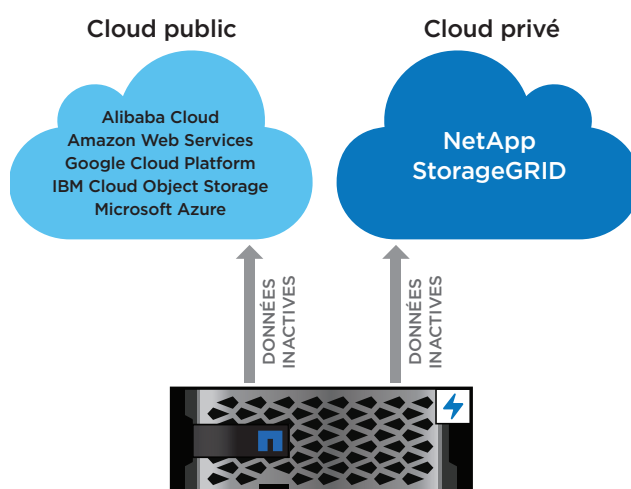 Cloud public
Cloud privé
Alibaba Cloud
Amazon Web Services
Google Cloud Platform
IBM Cloud Object Storage
Microsoft Azure
NetApp
StorageGRID
DONNÉES
INACTIVES
DONNÉES
INACTIVES